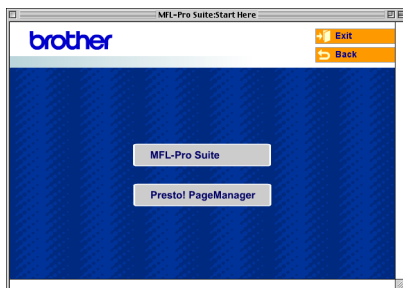 MFL-Pro Suite:Start Here
brother
Exit
Back
MFL-Pro Suite
Presto! PageManager